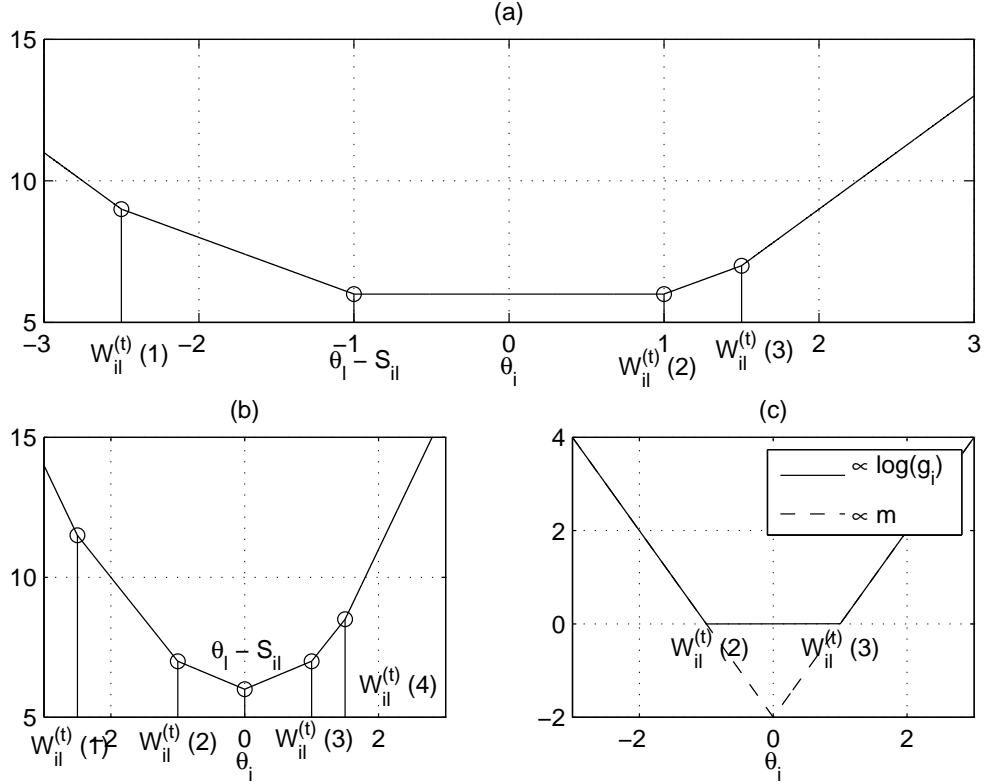 (a)
15
10
5
−3
−2
−1
0
1
2
3
W_il^(t) (1)
θ_l − S_il
θ_i
W_il^(t) (2)
W_il^(t) (3)
(b)
15
10
5
−2
0
2
θ_l − S_il
W_il^(t) (1)
W_il^(t) (2)
W_il^(t) (3)
W_il^(t) (4)
θ_i
(c)
4
2
0
−2
−2
0
2
∝ log(g_i)
∝ m
W_il^(t) (2)
W_il^(t) (3)
θ_i